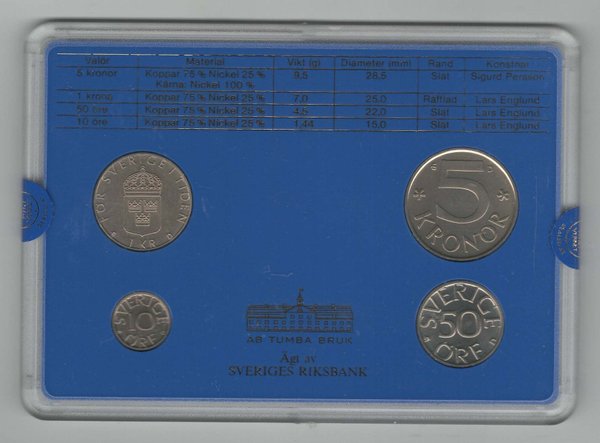 Valör Material Vikt (g) Diameter (mm) Rand Konstnär
5 kronor Koppar 75 % Nickel 25 % 9,5 28,5 Slät Sigurd Persson
Kärna: Nickel 100 %
1 krona Koppar 75 % Nickel 25 % 7,0 25,0 Räfflad Lars Englund
50 öre Koppar 75 % Nickel 25 % 4,5 22,0 Slät Lars Englund
10 öre Koppar 75 % Nickel 25 % 1,44 15,0 Slät Lars Englund
FÖR SVERIGE I TIDEN
1 KR
5
KRONOR
SVERIGE
10
ÖRE
SVERIGE
50
ÖRE
AB TUMBA BRUK
Ägt av
SVERIGES RIKSBANK